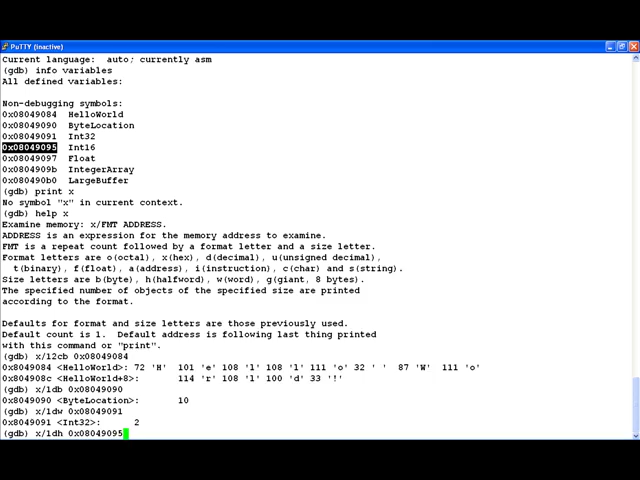 PuTTY (inactive)
Current language:  auto; currently asm
(gdb) info variables
All defined variables:
Non-debugging symbols:
0x08049084  HelloWorld
0x08049090  ByteLocation
0x08049091  Int32
0x08049095  Int16
0x08049097  Float
0x0804909b  IntegerArray
0x080490b0  LargeBuffer
(gdb) print x
No symbol "x" in current context.
(gdb) help x
Examine memory: x/FMT ADDRESS.
ADDRESS is an expression for the memory address to examine.
FMT is a repeat count followed by a format letter and a size letter.
Format letters are o(octal), x(hex), d(decimal), u(unsigned decimal),
t(binary), f(float), a(address), i(instruction), c(char) and s(string).
Size letters are b(byte), h(halfword), w(word), g(giant, 8 bytes).
The specified number of objects of the specified size are printed
according to the format.
Defaults for format and size letters are those previously used.
Default count is 1.  Default address is following last thing printed
with this command or "print".
(gdb) x/12cb 0x08049084
0x8049084 <HelloWorld>: 72 'H'  101 'e' 108 'l' 108 'l' 111 'o' 32 ' '  87 'W'  111 'o'
0x804908c <HelloWorld+8>:       114 'r' 108 'l' 100 'd' 33 '!'
(gdb) x/1db 0x08049090
0x8049090 <ByteLocation>:       10
(gdb) x/1dw 0x08049091
0x8049091 <Int32>:      2
(gdb) x/1dh 0x08049095